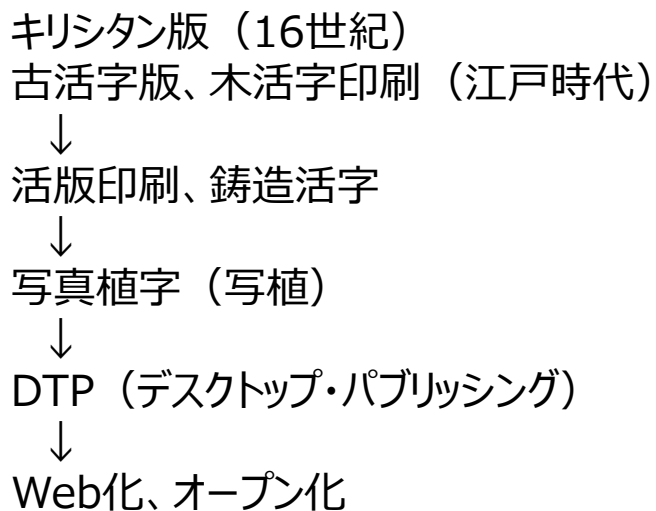 キリシタン版（16世紀）
古活字版、木活字印刷（江戸時代）
↓
活版印刷、鋳造活字
↓
写真植字（写植）
↓
DTP（デスクトップ・パブリッシング）
↓
Web化、オープン化